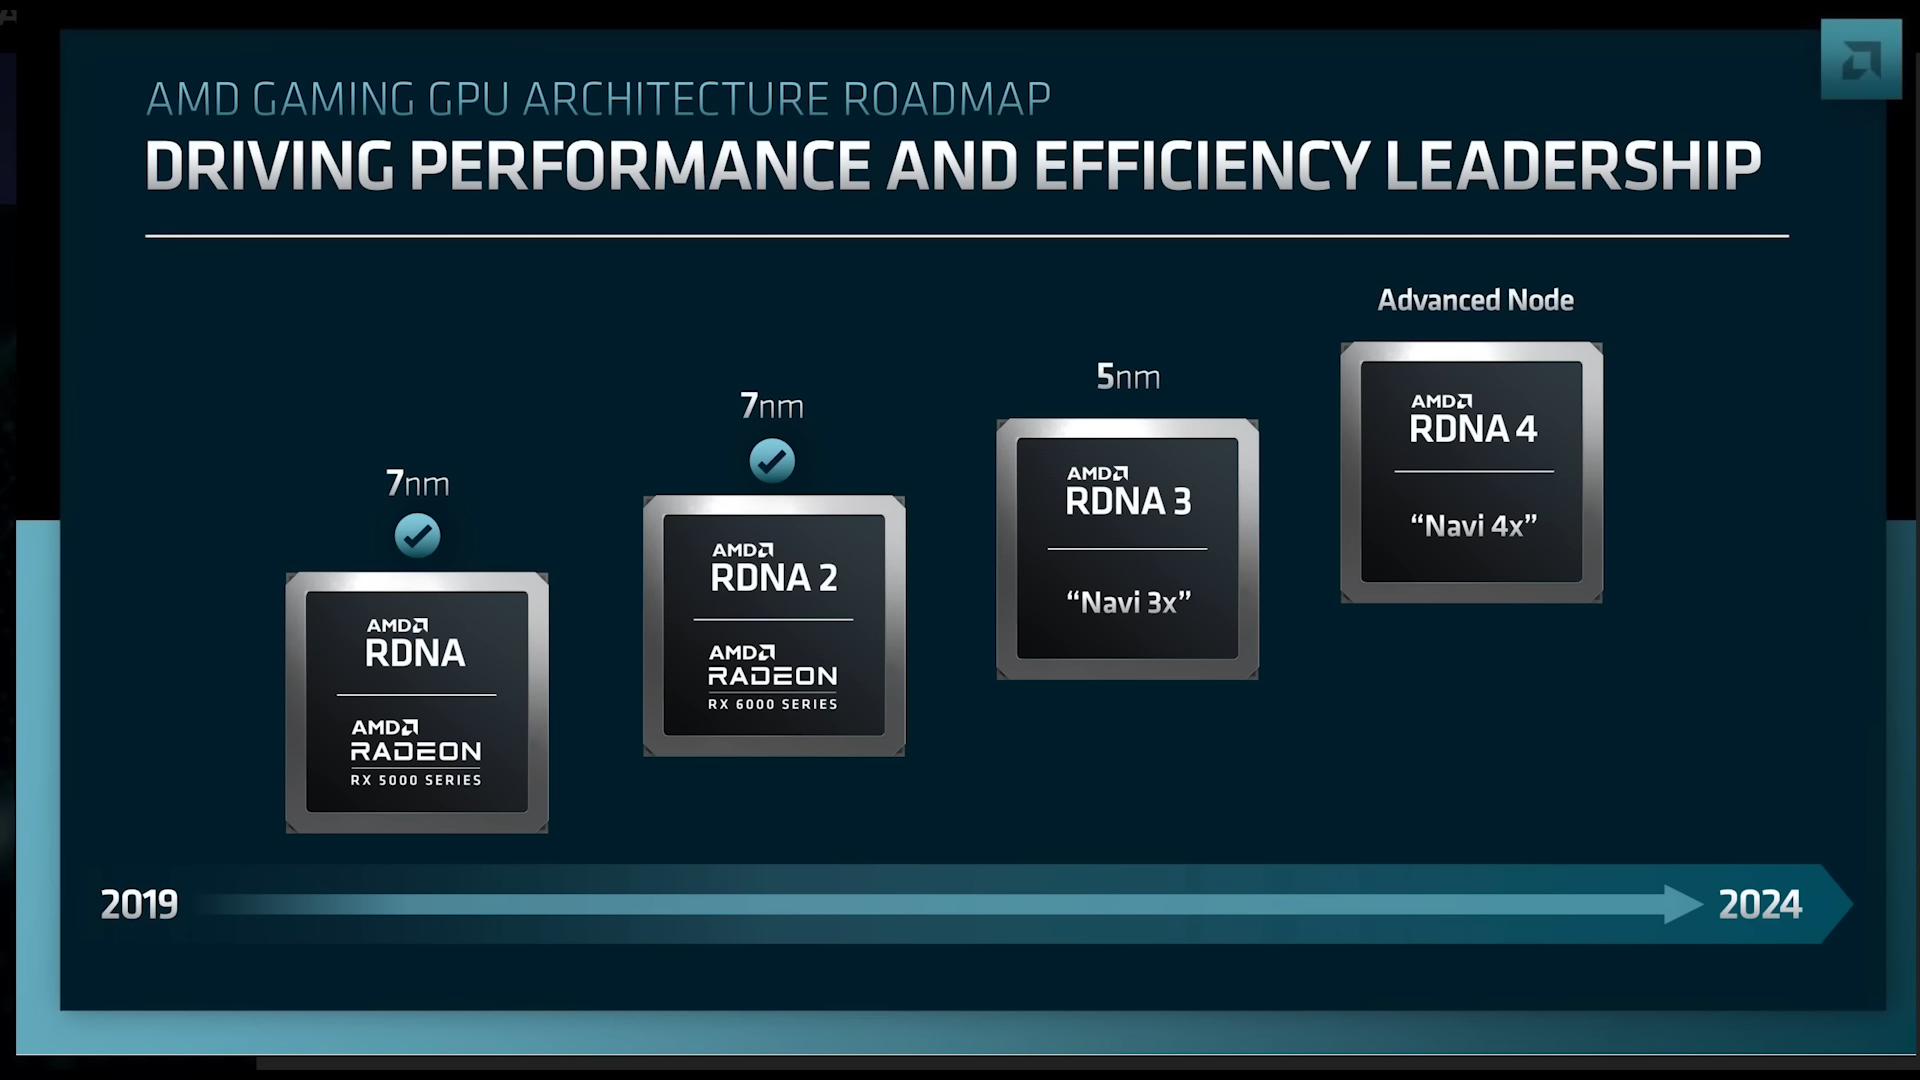 AMD GAMING GPU ARCHITECTURE ROADMAP
DRIVING PERFORMANCE AND EFFICIENCY LEADERSHIP
7nm
AMD
RDNA
AMD
RADEON
RX 5000 SERIES
7nm
AMD
RDNA 2
AMD
RADEON
RX 6000 SERIES
5nm
AMD
RDNA 3
“Navi 3x”
Advanced Node
AMD
RDNA 4
“Navi 4x”
2019
2024